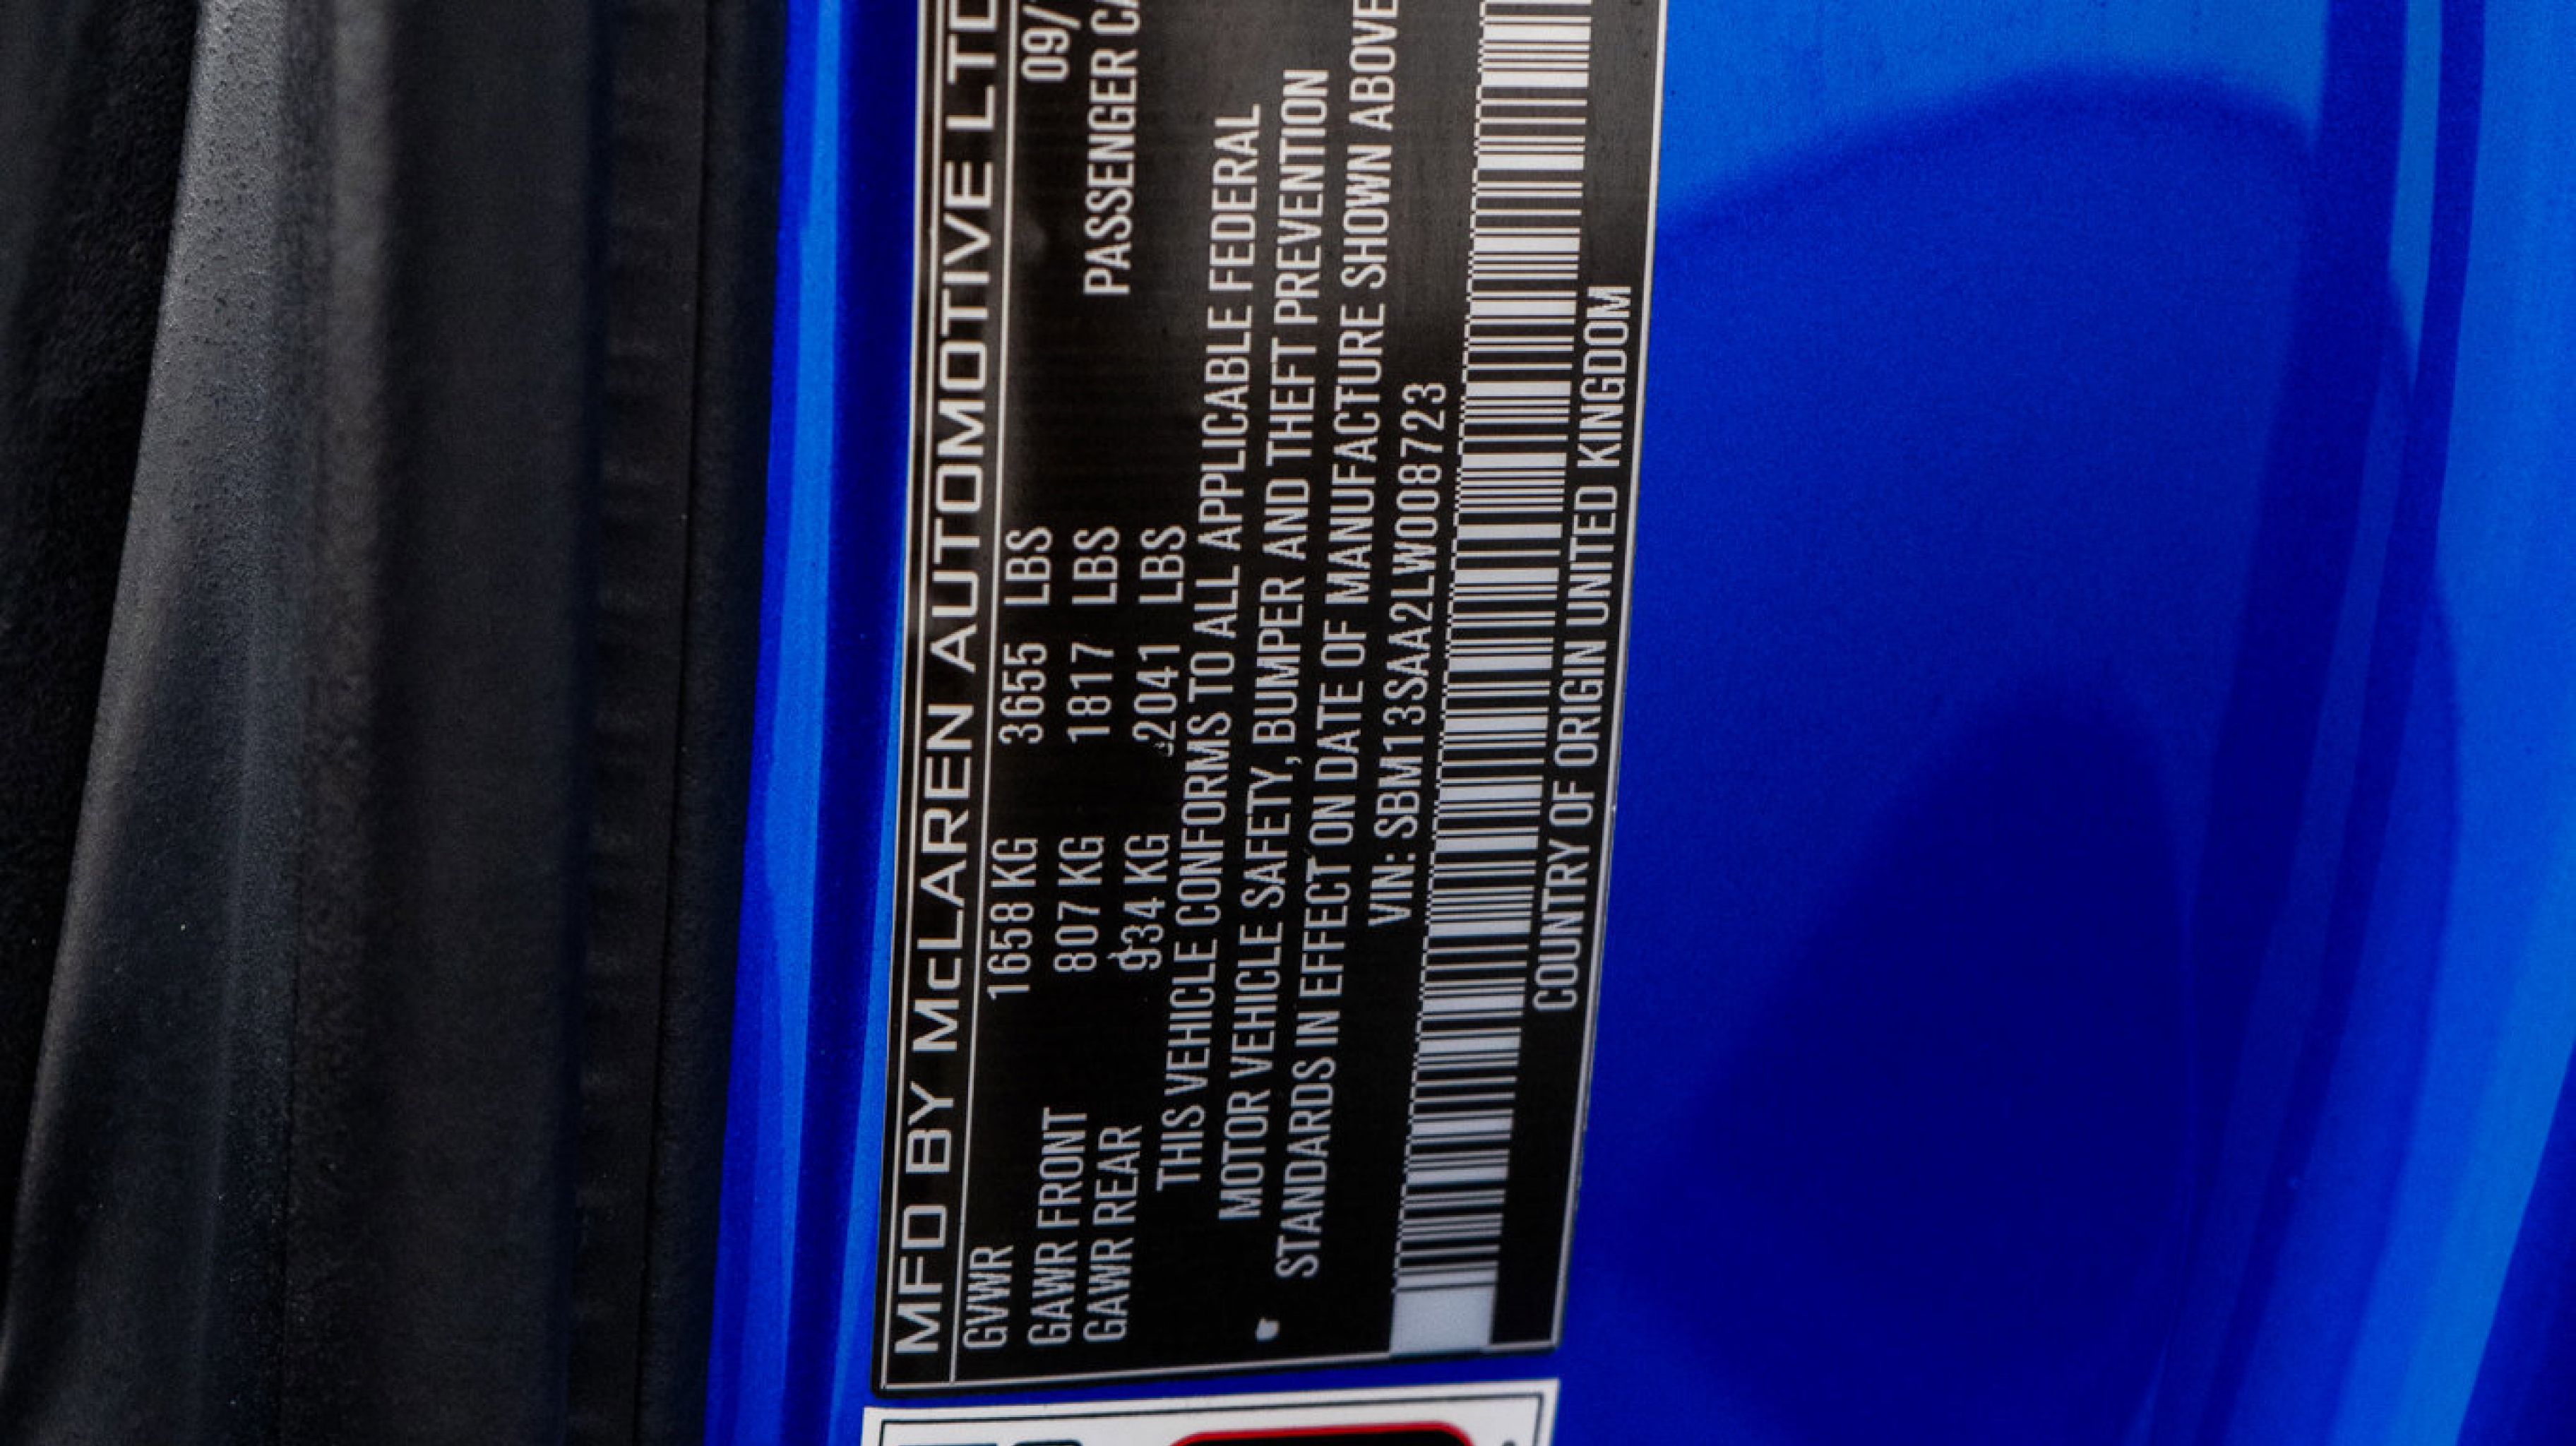 MFD BY McLAREN AUTOMOTIVE LTD
09/
GVWR 1658 KG 3655 LBS
GAWR FRONT 807 KG 1817 LBS PASSENGER
GAWR REAR 934 KG 2041 LBS
THIS VEHICLE CONFORMS TO ALL APPLICABLE FEDERAL
MOTOR VEHICLE SAFETY, BUMPER AND THEFT PREVENTION
STANDARDS IN EFFECT ON DATE OF MANUFACTURE SHOWN ABOVE
VIN: SBM13SAA2LW008723
COUNTRY OF ORIGIN UNITED KINGDOM